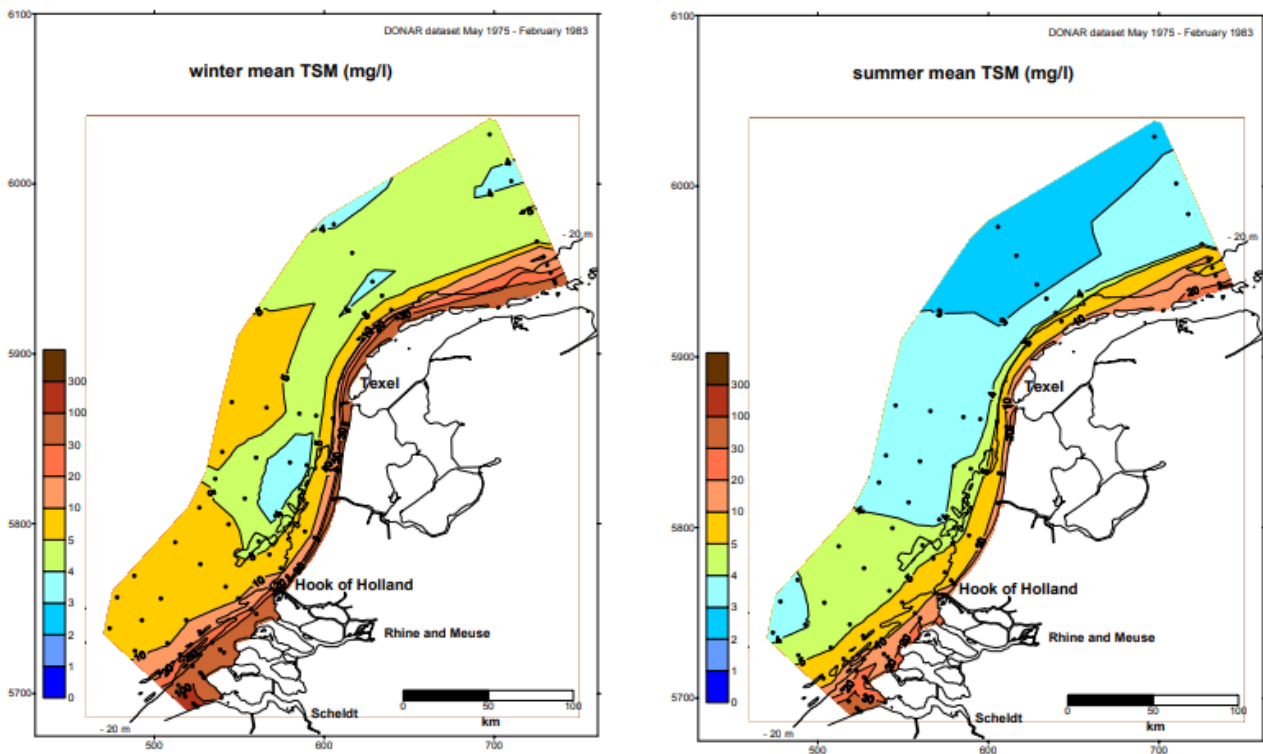 6100
DONAR dataset May 1975 - February 1983
winter mean TSM (mg/l)
6000
- 20 m
5900
300
100
30
20
10
5
4
3
2
1
0
Texel
5800
Hook of Holland
Rhine and Meuse
5700
Scheldt
0 50 100
km
- 20 m
500 600 700
6100
DONAR dataset May 1975 - February 1983
summer mean TSM (mg/l)
6000
- 20 m
5900
300
100
30
20
10
5
4
3
2
1
0
Texel
5800
Hook of Holland
Rhine and Meuse
5700
Scheldt
0 50 100
km
- 20 m
500 600 700